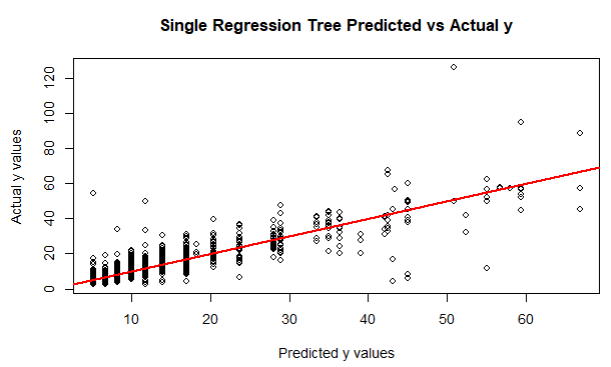 Single Regression Tree Predicted vs Actual y
Actual y values
120
100
80
60
40
20
0
10 20 30 40 50 60
Predicted y values